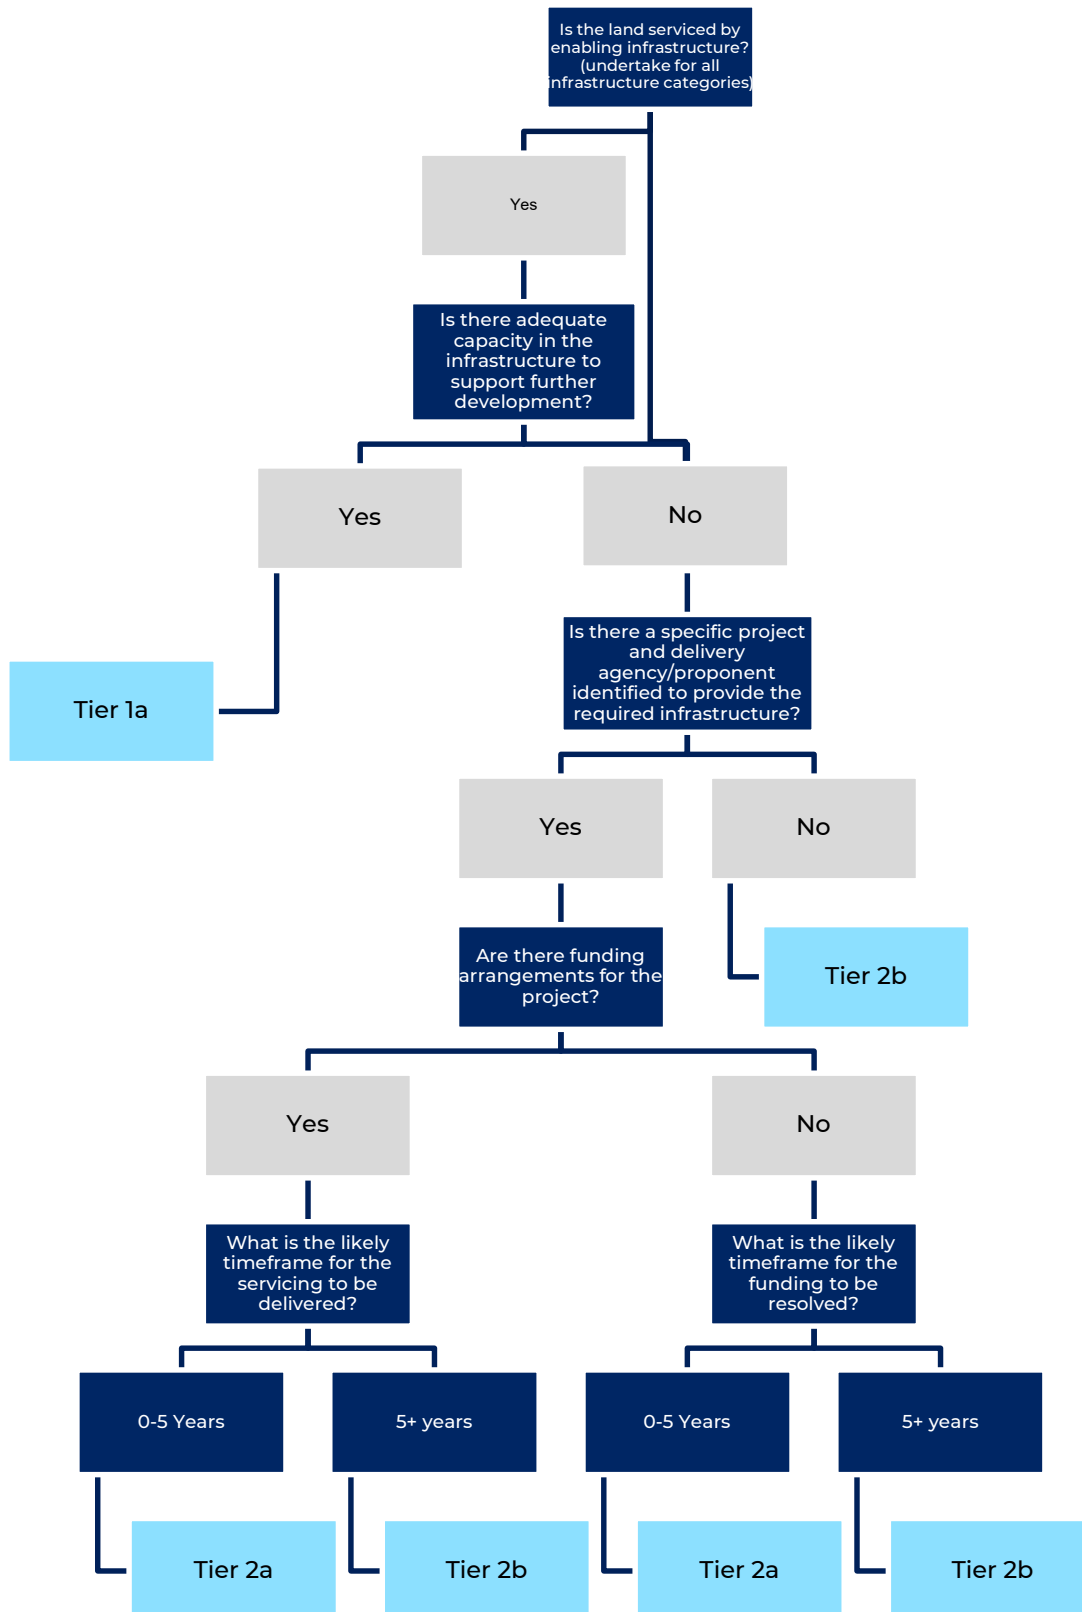 Is the land serviced by
enabling infrastructure?
(undertake for all
infrastructure categories)
Yes
Is there adequate
capacity in the
infrastructure to
support further
development?
Yes
No
Is there a specific project
and delivery
agency/proponent
identified to provide the
required infrastructure?
Tier 1a
Yes
No
Are there funding
arrangements for the
project?
Tier 2b
Yes
No
What is the likely
timeframe for the
servicing to be
delivered?
What is the likely
timeframe for the
funding to be
resolved?
0-5 Years
5+ years
0-5 Years
5+ years
Tier 2a
Tier 2b
Tier 2a
Tier 2b